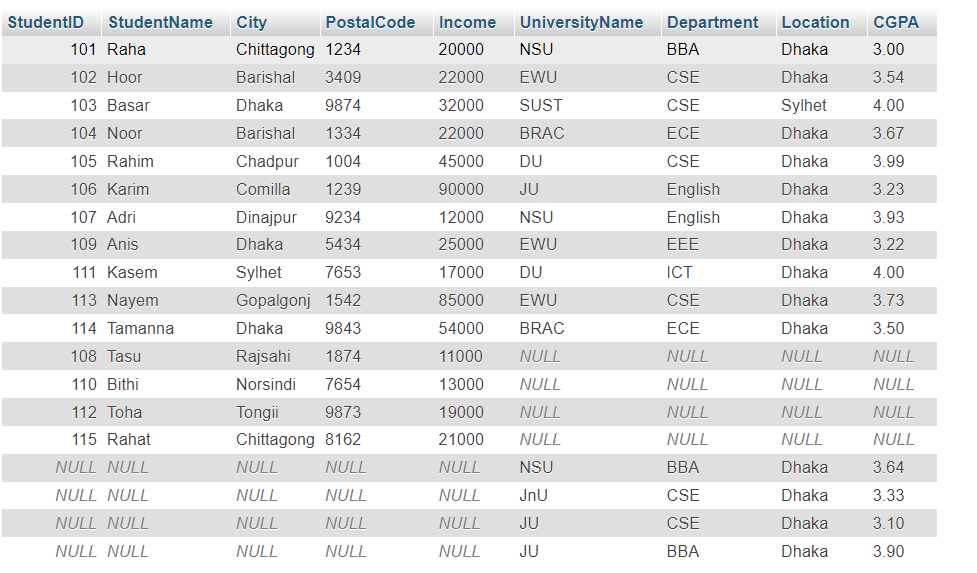 StudentID StudentName City PostalCode Income UniversityName Department Location CGPA
101 Raha Chittagong 1234 20000 NSU BBA Dhaka 3.00
102 Hoor Barishal 3409 22000 EWU CSE Dhaka 3.54
103 Basar Dhaka 9874 32000 SUST CSE Sylhet 4.00
104 Noor Barishal 1334 22000 BRAC ECE Dhaka 3.67
105 Rahim Chadpur 1004 45000 DU CSE Dhaka 3.99
106 Karim Comilla 1239 90000 JU English Dhaka 3.23
107 Adri Dinajpur 9234 12000 NSU English Dhaka 3.93
109 Anis Dhaka 5434 25000 EWU EEE Dhaka 3.22
111 Kasem Sylhet 7653 17000 DU ICT Dhaka 4.00
113 Nayem Gopalgonj 1542 85000 EWU CSE Dhaka 3.73
114 Tamanna Dhaka 9843 54000 BRAC ECE Dhaka 3.50
108 Tasu Rajsahi 1874 11000 NULL NULL NULL NULL
110 Bithi Norsindi 7654 13000 NULL NULL NULL NULL
112 Toha Tongii 9873 19000 NULL NULL NULL NULL
115 Rahat Chittagong 8162 21000 NULL NULL NULL NULL
NULL NULL NULL NULL NULL NSU BBA Dhaka 3.64
NULL NULL NULL NULL NULL JnU CSE Dhaka 3.33
NULL NULL NULL NULL NULL JU CSE Dhaka 3.10
NULL NULL NULL NULL NULL JU BBA Dhaka 3.90